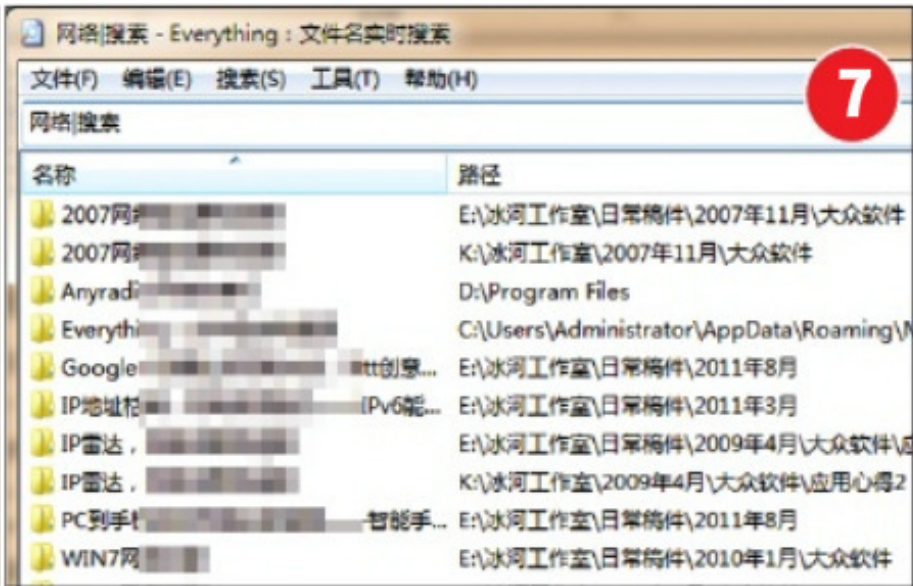 网络|搜索 - Everything：文件名实时搜索
文件(F) 编辑(E) 搜索(S) 工具(T) 帮助(H)
7
网络|搜索
名称 路径
2007网 E:\冰河工作室\日常稿件\2007年11月\大众软件
2007网 K:\冰河工作室\2007年11月\大众软件
Anyradi D:\Program Files
Everythi C:\Users\Administrator\AppData\Roaming\M
Google tt创意... E:\冰河工作室\日常稿件\2011年8月
IP地址 IPv6能... E:\冰河工作室\日常稿件\2011年3月
IP雷达， E:\冰河工作室\日常稿件\2009年4月\大众软件\应
IP雷达， K:\冰河工作室\2009年4月\大众软件\应用心得2
PC到手 智能手... E:\冰河工作室\日常稿件\2011年8月
WIN7网 E:\冰河工作室\日常稿件\2010年1月\大众软件